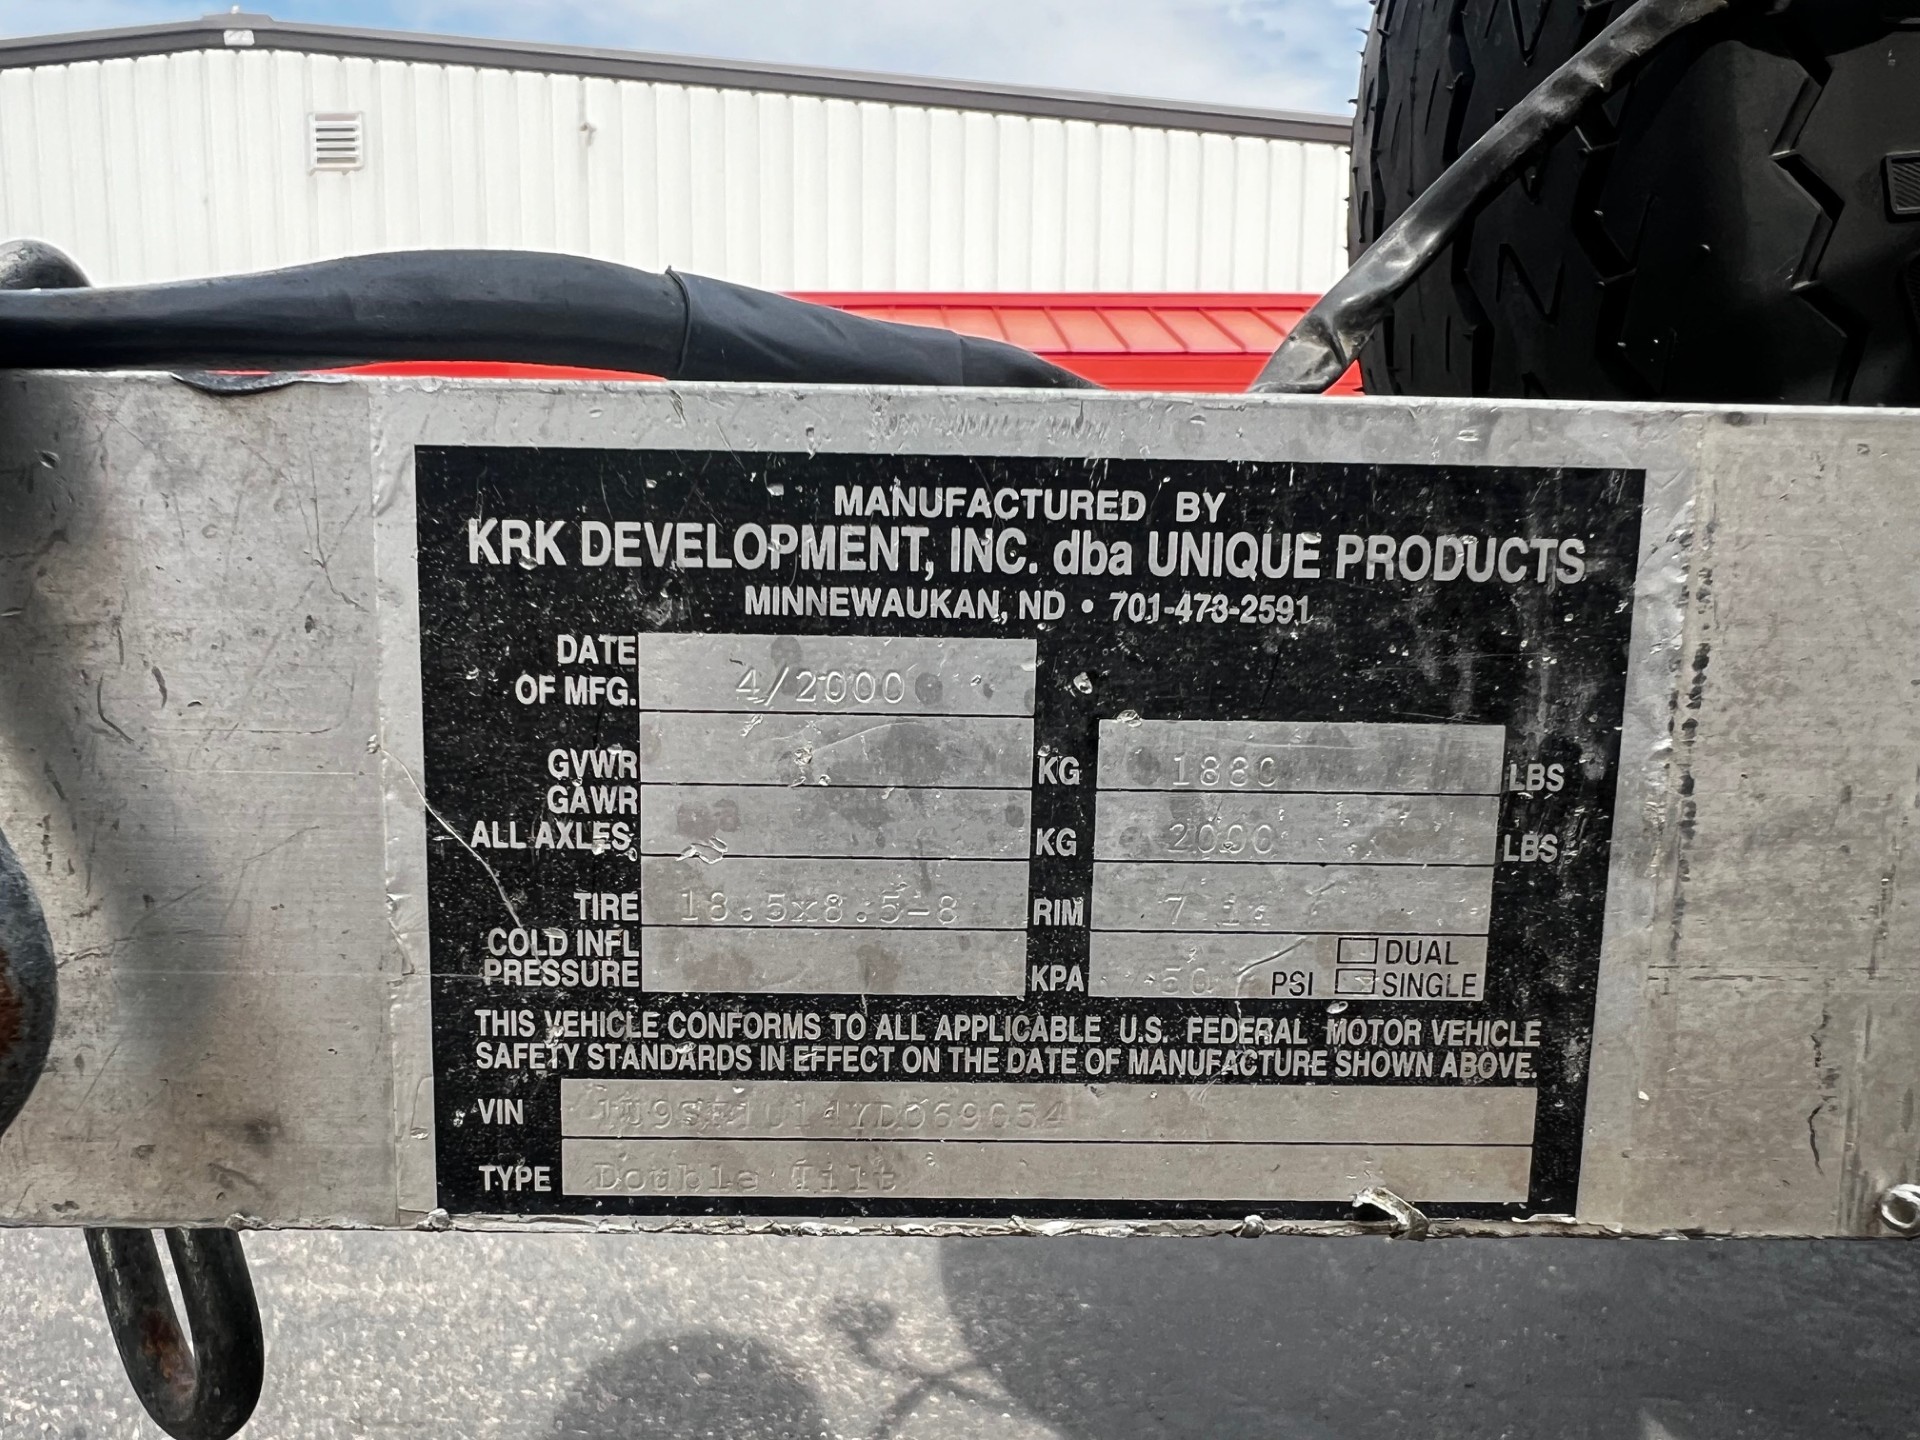 MANUFACTURED BY
KRK DEVELOPMENT, INC. dba UNIQUE PRODUCTS
MINNEWAUKAN, ND • 701-473-2591
DATE
OF MFG. 4/2000
GVWR KG 1880 LBS
GAWR
ALL AXLES KG 2000 LBS
TIRE 18.5x8.5-8 RIM 7 in
COLD INFL
PRESSURE KPA 50 PSI DUAL
SINGLE
THIS VEHICLE CONFORMS TO ALL APPLICABLE U.S. FEDERAL MOTOR VEHICLE
SAFETY STANDARDS IN EFFECT ON THE DATE OF MANUFACTURE SHOWN ABOVE.
VIN
TYPE Double Tilt